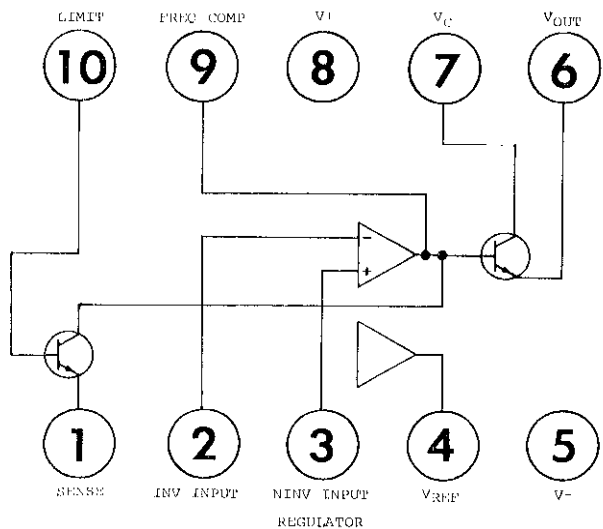 LIMIT FREQ COMP V+ VC VOUT
10 9 8 7 6
-
+
1 2 3 4 5
SENSE INV INPUT NINV INPUT VREF V-
REGULATOR